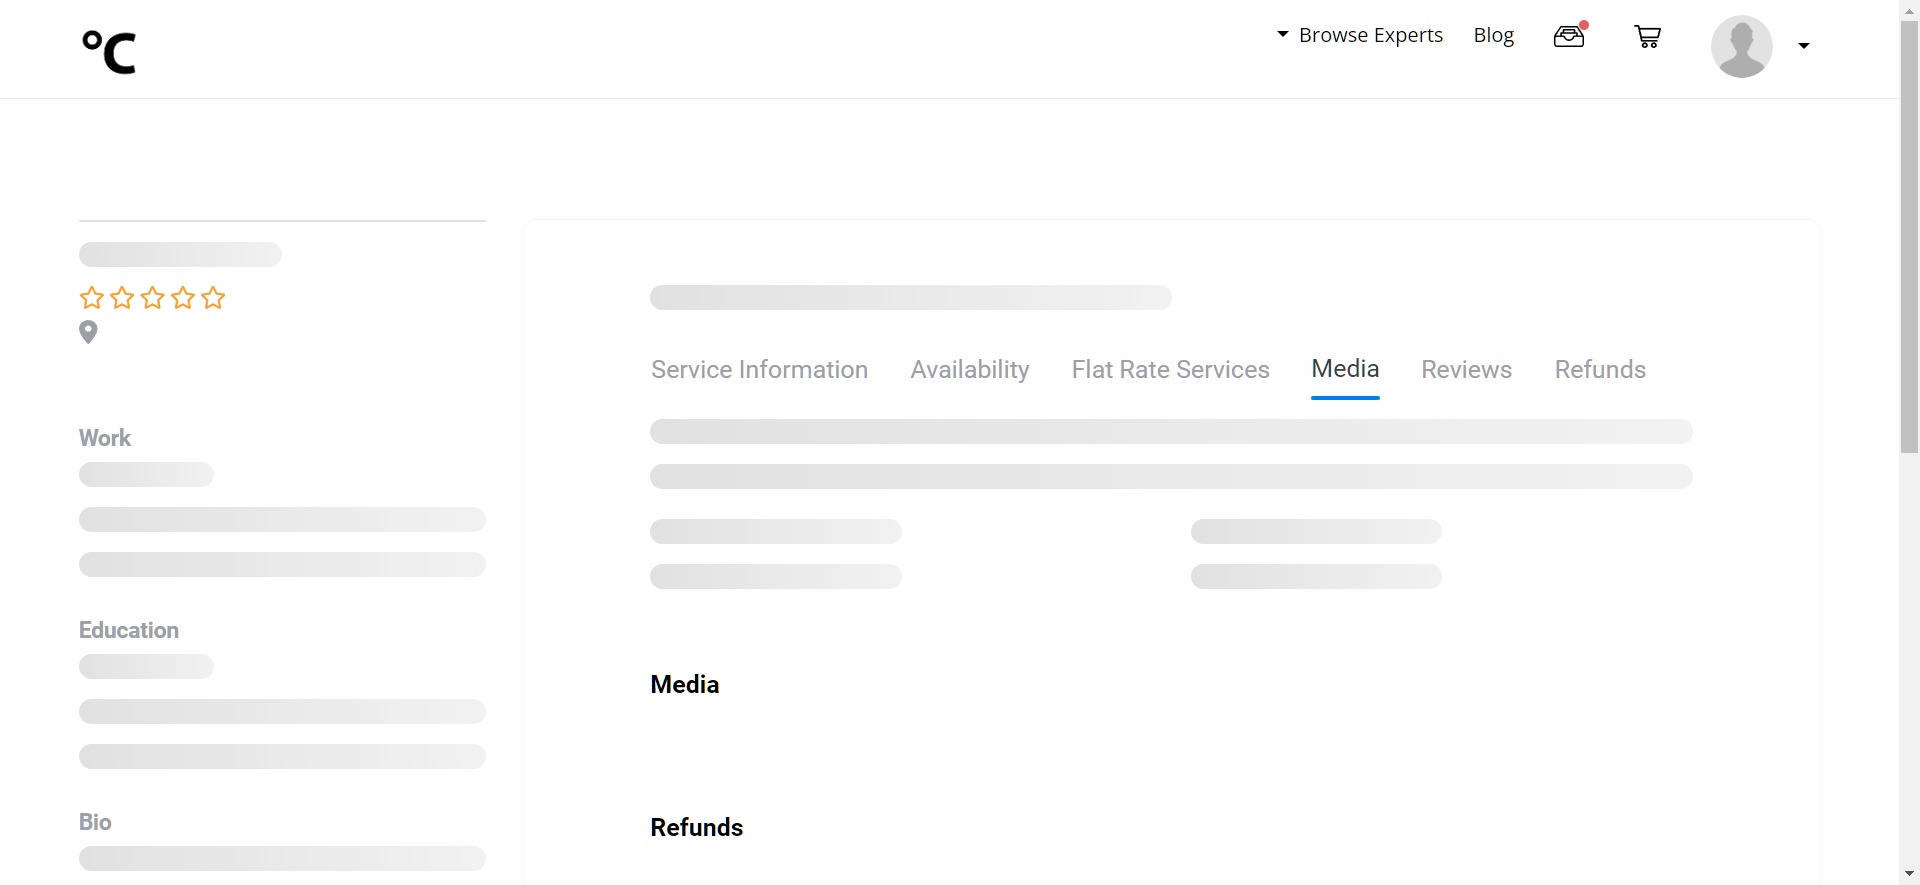 °C
Browse Experts
Blog
Work
Education
Bio
Service Information
Availability
Flat Rate Services
Media
Reviews
Refunds
Media
Refunds